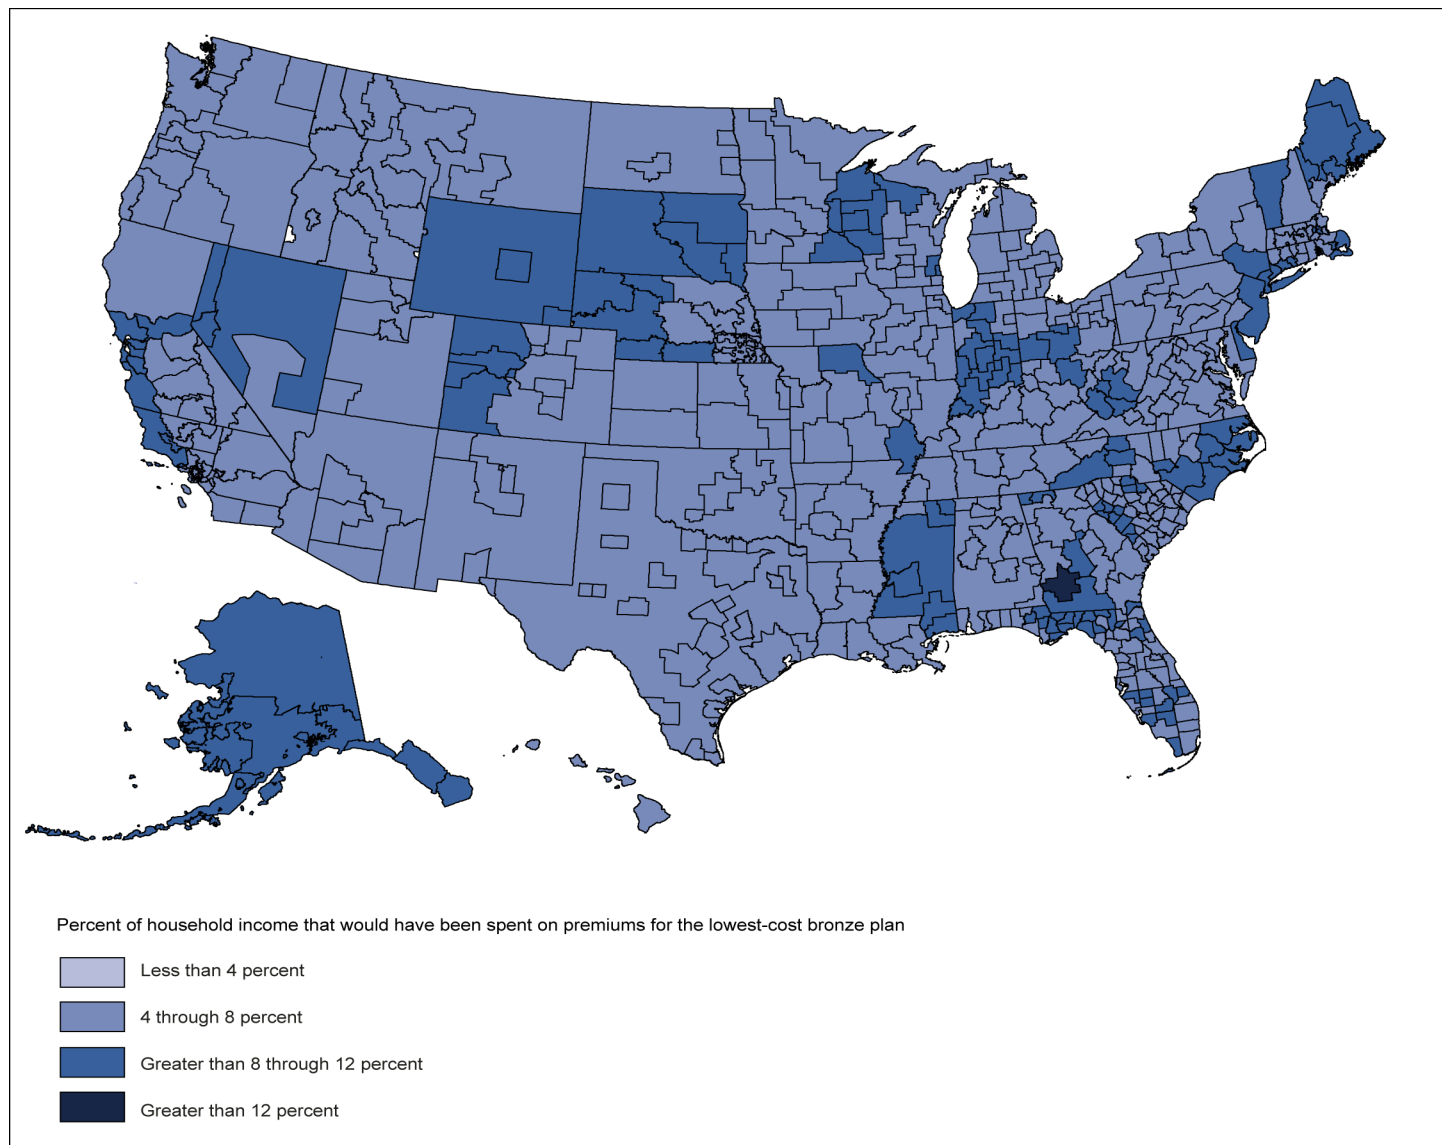 Percent of household income that would have been spent on premiums for the lowest-cost bronze plan
Less than 4 percent
4 through 8 percent
Greater than 8 through 12 percent
Greater than 12 percent